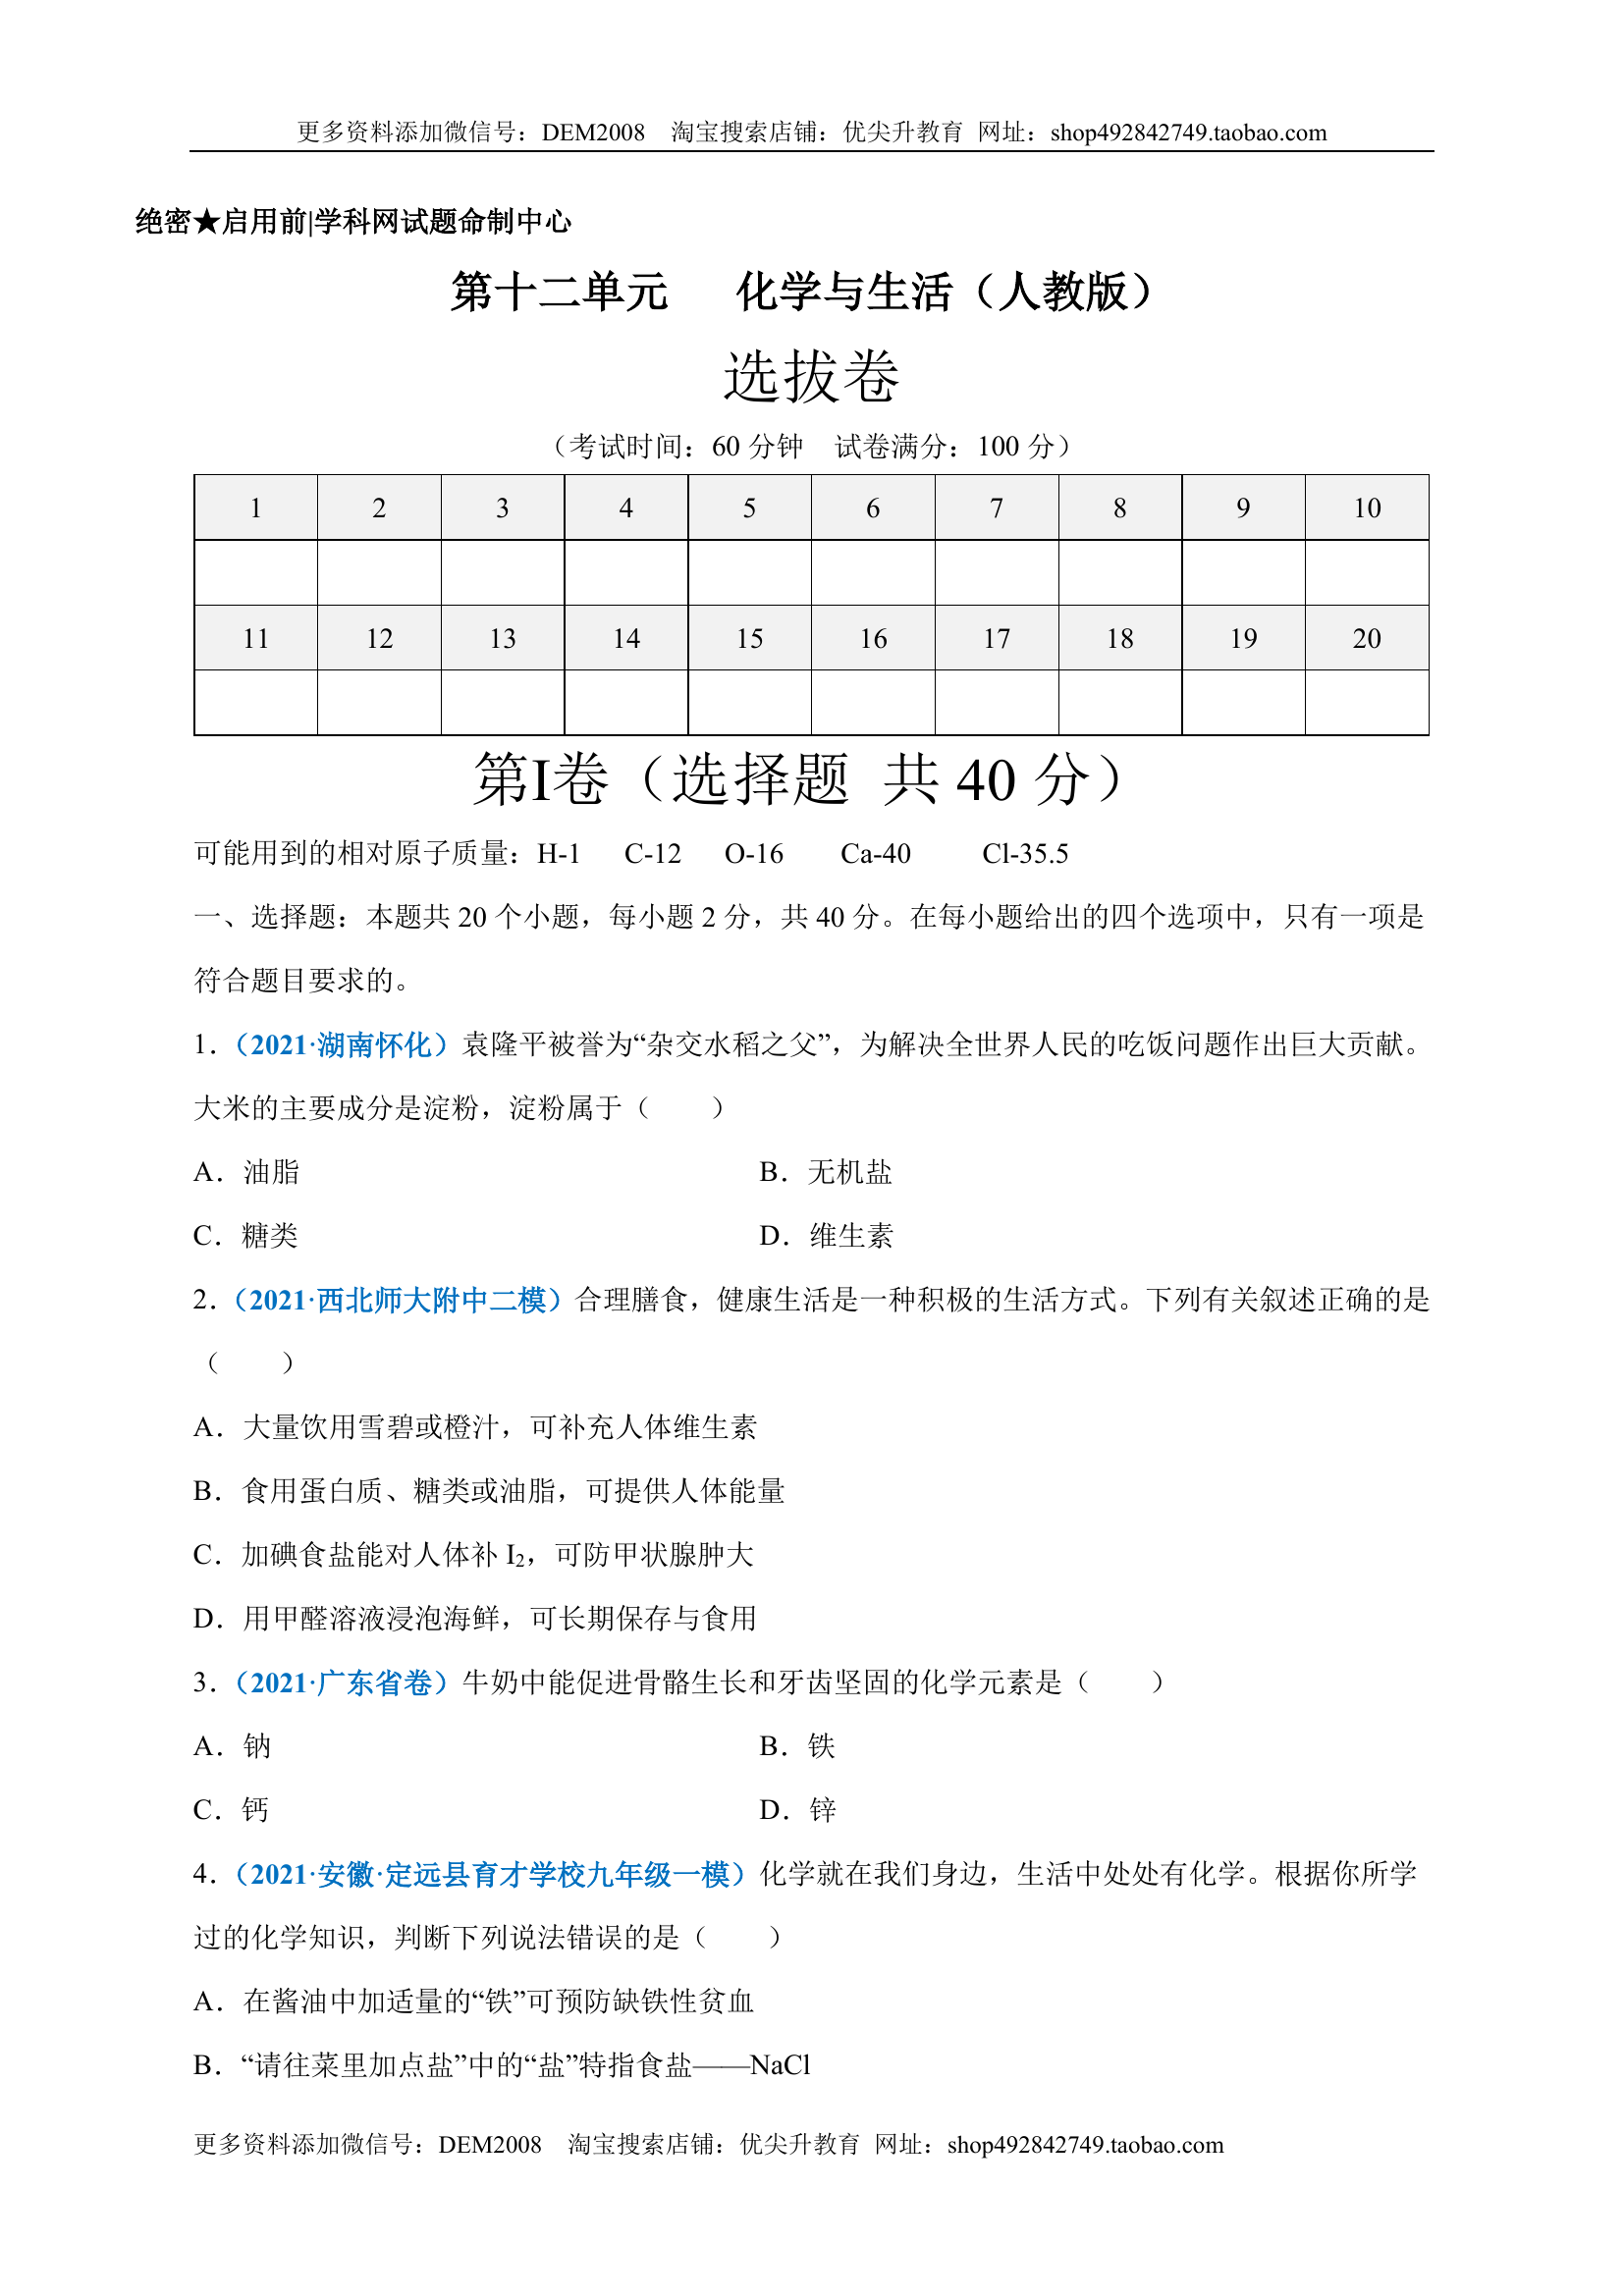 更多资料添加微信号：DEM2008 淘宝搜索店铺：优尖升教育 网址：shop492842749.taobao.com
绝密★启用前|学科网试题命制中心
第十二单元 化学与生活（人教版）
选拔卷
（考试时间：60 分钟 试卷满分：100 分）
1 2 3 4 5 6 7 8 9 10
11 12 13 14 15 16 17 18 19 20
第I卷（选择题 共 40 分）
可能用到的相对原子质量：H-1 C-12 O-16 Ca-40 Cl-35.5
一、选择题：本题共 20 个小题，每小题 2 分，共 40 分。在每小题给出的四个选项中，只有一项是
符合题目要求的。
1．（2021·湖南怀化）袁隆平被誉为“杂交水稻之父”，为解决全世界人民的吃饭问题作出巨大贡献。
大米的主要成分是淀粉，淀粉属于（ ）
A．油脂 B．无机盐
C．糖类 D．维生素
2．（2021·西北师大附中二模）合理膳食，健康生活是一种积极的生活方式。下列有关叙述正确的是
（ ）
A．大量饮用雪碧或橙汁，可补充人体维生素
B．食用蛋白质、糖类或油脂，可提供人体能量
C．加碘食盐能对人体补 I₂，可防甲状腺肿大
D．用甲醛溶液浸泡海鲜，可长期保存与食用
3．（2021·广东省卷）牛奶中能促进骨骼生长和牙齿坚固的化学元素是（ ）
A．钠 B．铁
C．钙 D．锌
4．（2021·安徽·定远县育才学校九年级一模）化学就在我们身边，生活中处处有化学。根据你所学
过的化学知识，判断下列说法错误的是（ ）
A．在酱油中加适量的“铁”可预防缺铁性贫血
B．“请往菜里加点盐”中的“盐”特指食盐——NaCl
更多资料添加微信号：DEM2008 淘宝搜索店铺：优尖升教育 网址：shop492842749.taobao.com